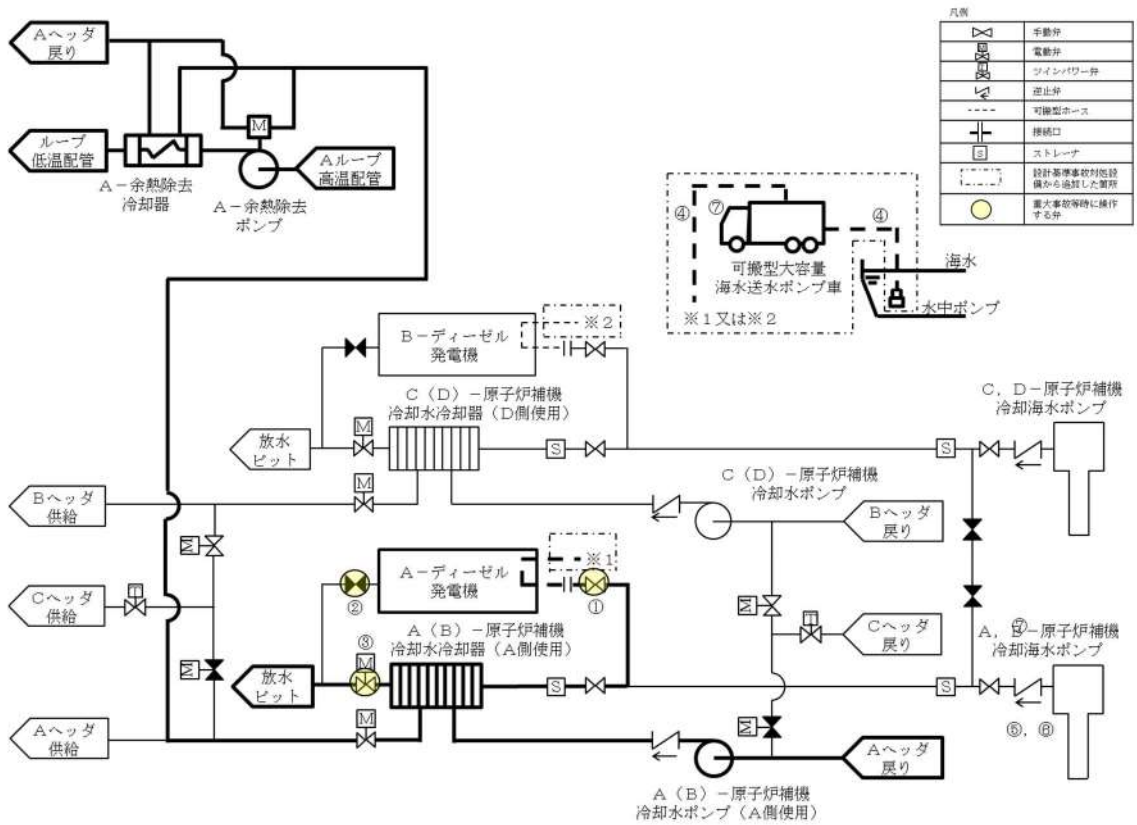 Aヘッダ
戻り
ループ
低温配管
A-余熱除去
冷却器
M
Aループ
高温配管
A-余熱除去
ポンプ
凡例
手動弁
M
電動弁
T
ツインパワー弁
逆止弁
可搬型ホース
接続口
S
ストレーナ
設計基準事故対処設
備から追加した箇所
重大事故等時に操作
する弁
④
⑦
④
可搬型大容量
海水送水ポンプ車
海水
水中ポンプ
※1又は※2
B-ディーゼル
発電機
※2
C(D)-原子炉補機
冷却水冷却器(D側使用)
放水
ピット
M
S
S
C,D-原子炉補機
冷却海水ポンプ
Bヘッダ
供給
M
C(D)-原子炉補機
冷却水ポンプ
Bヘッダ
戻り
M
A-ディーゼル
発電機
※1
②
①
Cヘッダ
供給
T
M
T
Cヘッダ
戻り
A(B)-原子炉補機
冷却水冷却器(A側使用)
⑦
A,B-原子炉補機
冷却海水ポンプ
M
放水
ピット
③
M
S
S
⑤,⑥
Aヘッダ
供給
M
M
Aヘッダ
戻り
A(B)-原子炉補機
冷却水ポンプ(A側使用)